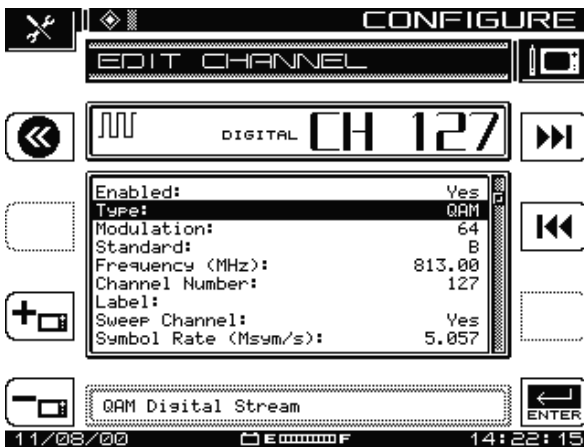 CONFIGURE
EDIT CHANNEL
DIGITAL CH 127
Enabled: Yes
Type: QAM
Modulation: 64
Standard: B
Frequency (MHz): 813.00
Channel Number: 127
Label:
Sweep Channel: Yes
Symbol Rate (Msym/s): 5.057
QAM Digital Stream
ENTER
11/08/00 E F 14:22:15